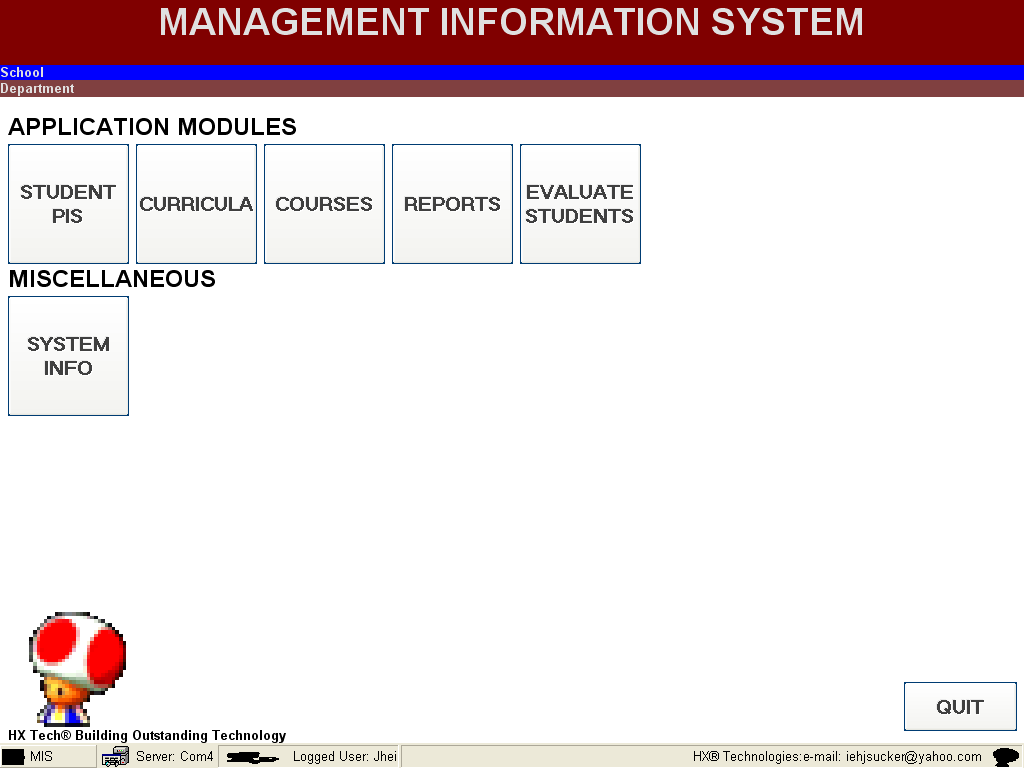 MANAGEMENT INFORMATION SYSTEM
School
Department
APPLICATION MODULES
STUDENT
PIS
CURRICULA
COURSES
REPORTS
EVALUATE
STUDENTS
MISCELLANEOUS
SYSTEM
INFO
QUIT
HX Tech® Building Outstanding Technology
MIS
Server: Com4
Logged User: Jhei
HX® Technologies:e-mail: iehjsucker@yahoo.com